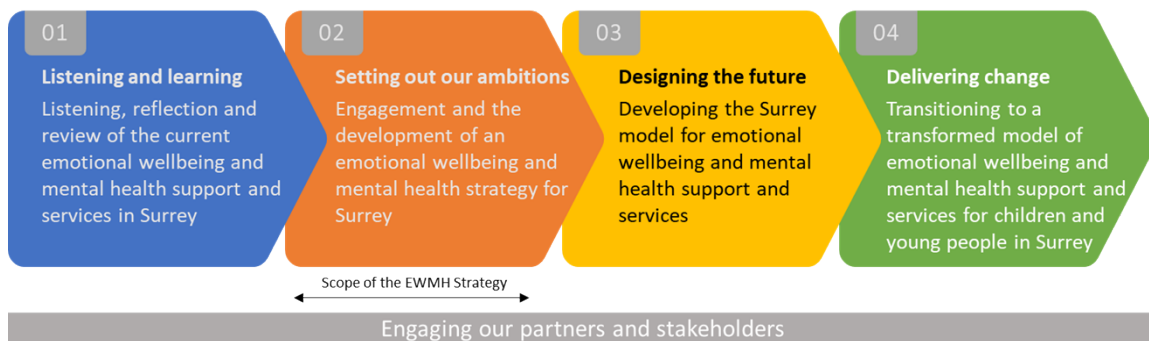 01
Listening and learning
Listening, reflection and
review of the current
emotional wellbeing and
mental health support and
services in Surrey
02
Setting out our ambitions
Engagement and the
development of an
emotional wellbeing and
mental health strategy for
Surrey
03
Designing the future
Developing the Surrey
model for emotional
wellbeing and mental
health support and
services
04
Delivering change
Transitioning to a
transformed model of
emotional wellbeing and
mental health support and
services for children and
young people in Surrey
Scope of the EWMH Strategy
Engaging our partners and stakeholders